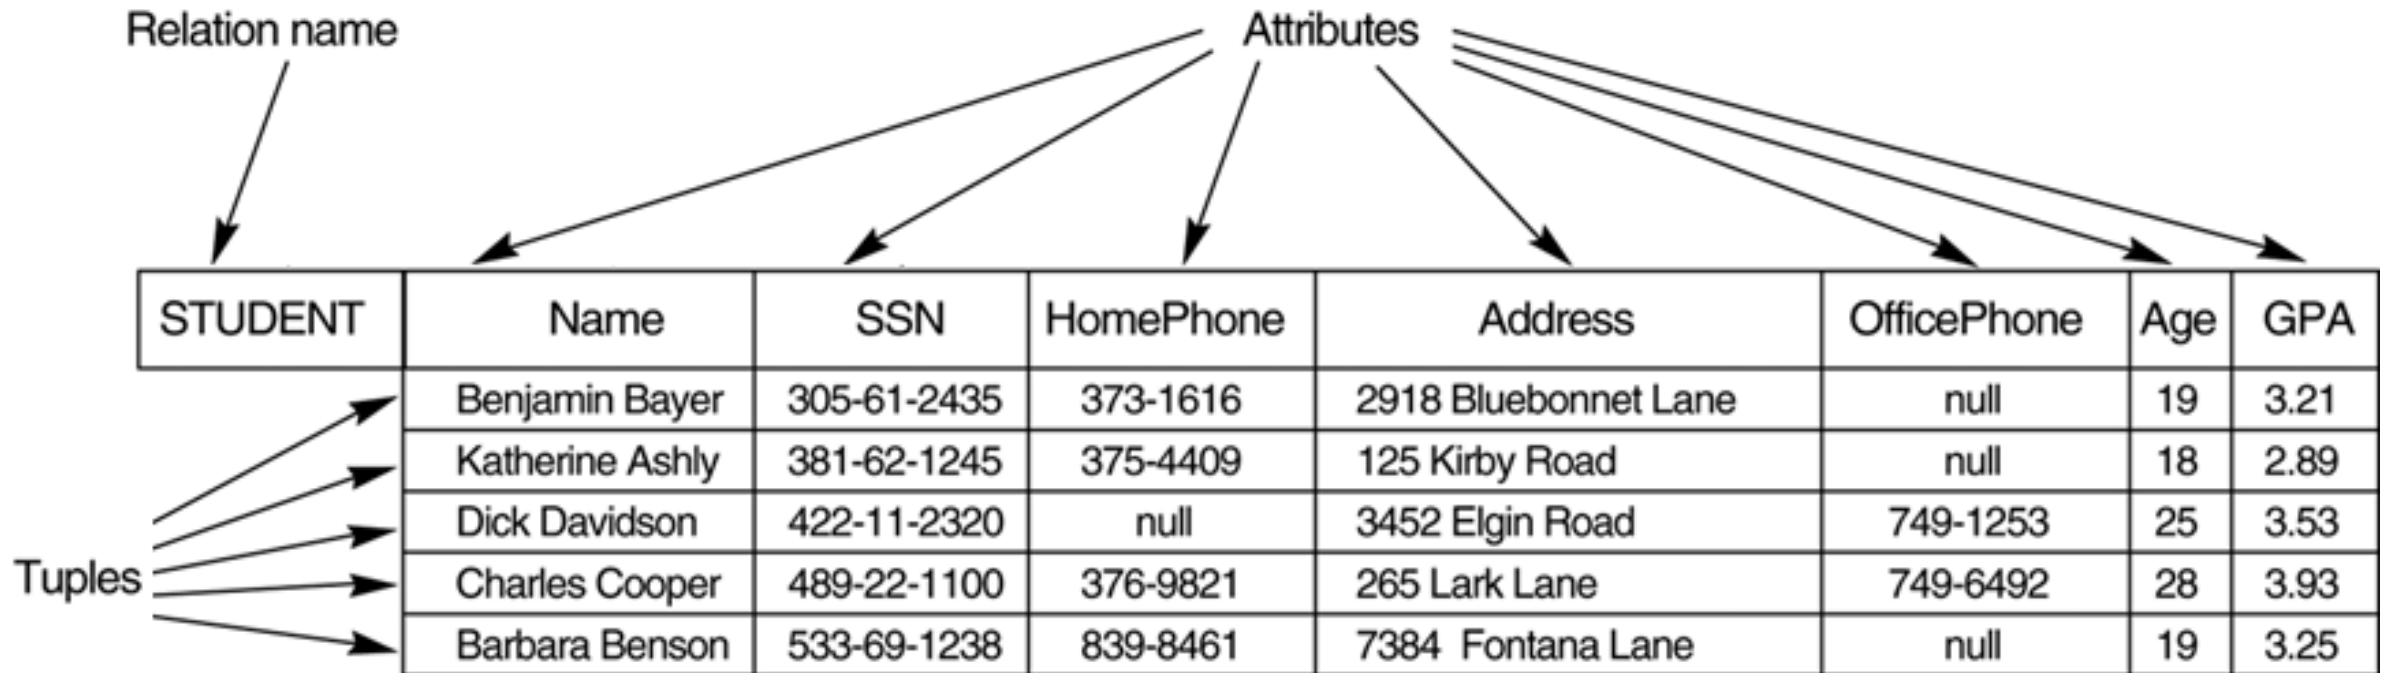 Relation name Attributes
STUDENT Name SSN HomePhone Address OfficePhone Age GPA
Benjamin Bayer 305-61-2435 373-1616 2918 Bluebonnet Lane null 19 3.21
Katherine Ashly 381-62-1245 375-4409 125 Kirby Road null 18 2.89
Dick Davidson 422-11-2320 null 3452 Elgin Road 749-1253 25 3.53
Tuples Charles Cooper 489-22-1100 376-9821 265 Lark Lane 749-6492 28 3.93
Barbara Benson 533-69-1238 839-8461 7384 Fontana Lane null 19 3.25